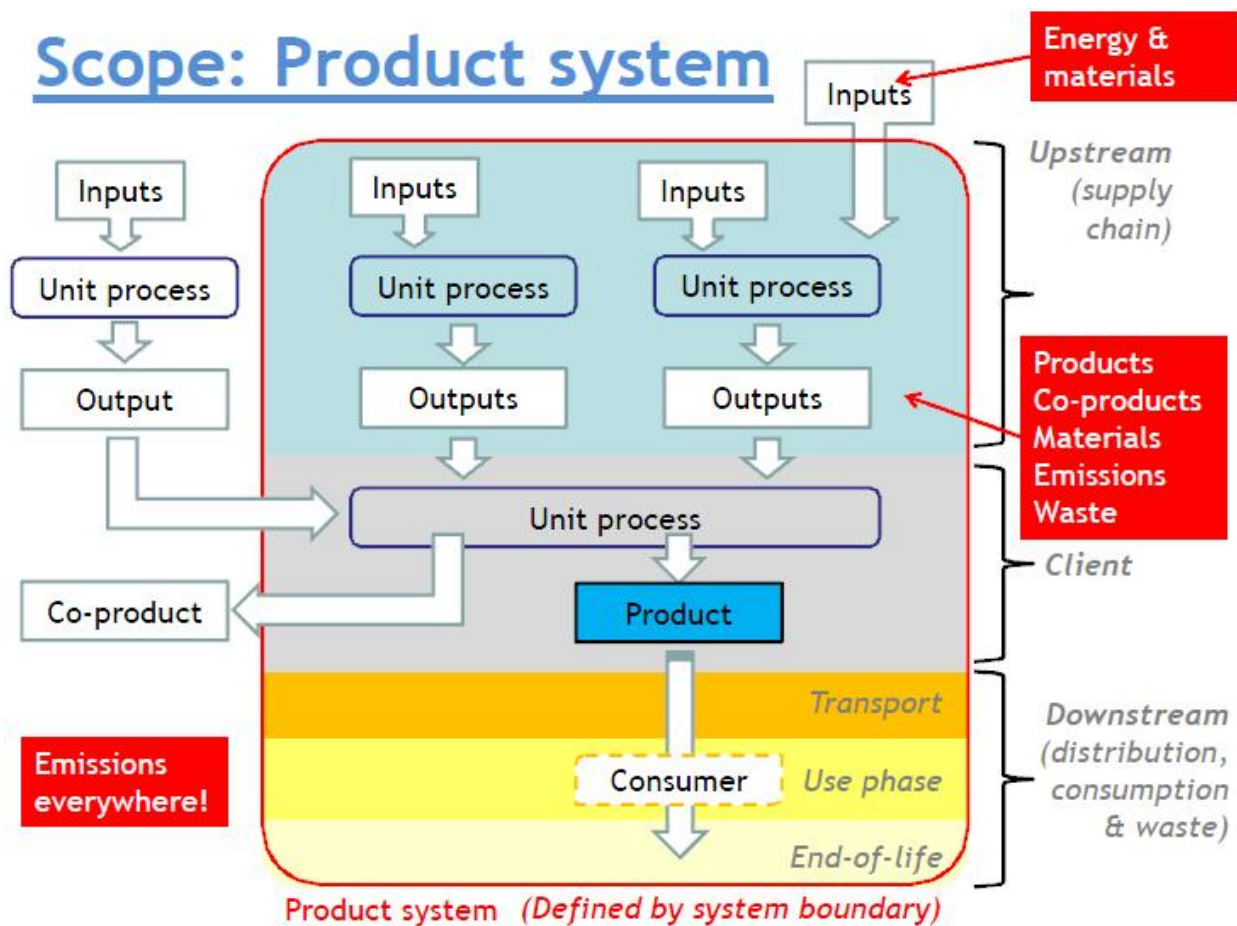 Scope: Product system
Energy &
materials
Inputs
Upstream
(supply
chain)
Inputs
Inputs
Inputs
Unit process
Unit process
Unit process
Output
Outputs
Outputs
Products
Co-products
Materials
Emissions
Waste
Unit process
Client
Co-product
Product
Transport
Downstream
(distribution,
consumption
& waste)
Emissions
everywhere!
Consumer
Use phase
End-of-life
Product system (Defined by system boundary)